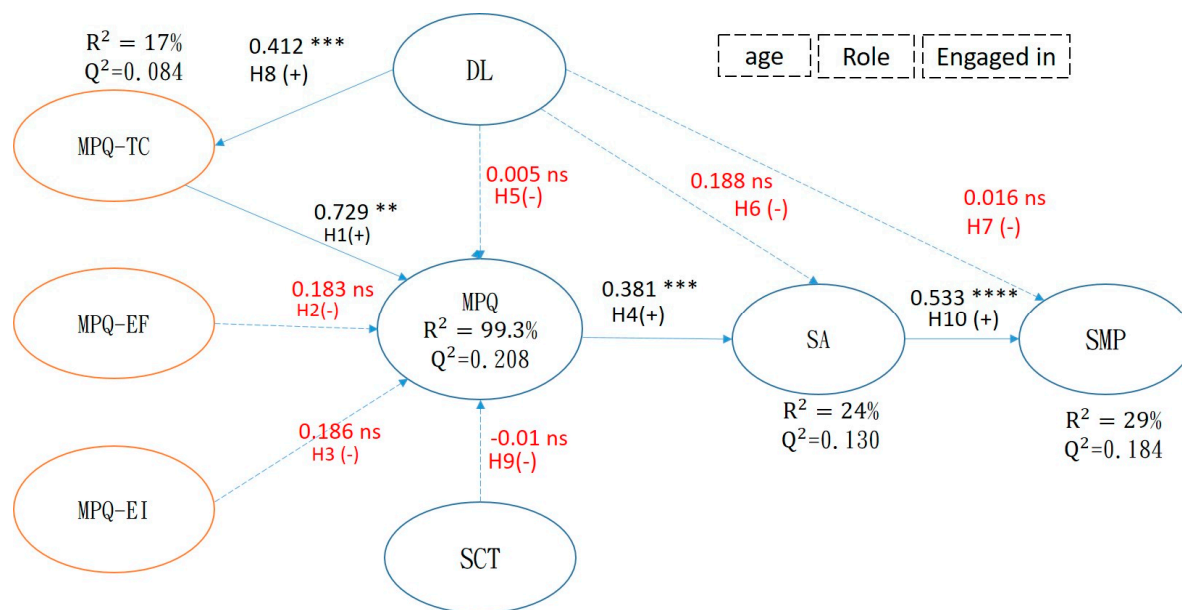 R² = 17%
Q²=0.084
0.412 ***
H8 (+)
DL
age
Role
Engaged in
MPQ-TC
0.005 ns
H5(-)
0.188 ns
H6 (-)
0.016 ns
H7 (-)
0.729 **
H1(+)
MPQ-EF
0.183 ns
H2(-)
MPQ
R² = 99.3%
Q²=0.208
0.381 ***
H4(+)
SA
R² = 24%
Q²=0.130
0.533 ****
H10 (+)
SMP
R² = 29%
Q²=0.184
MPQ-EI
0.186 ns
H3 (-)
-0.01 ns
H9(-)
SCT